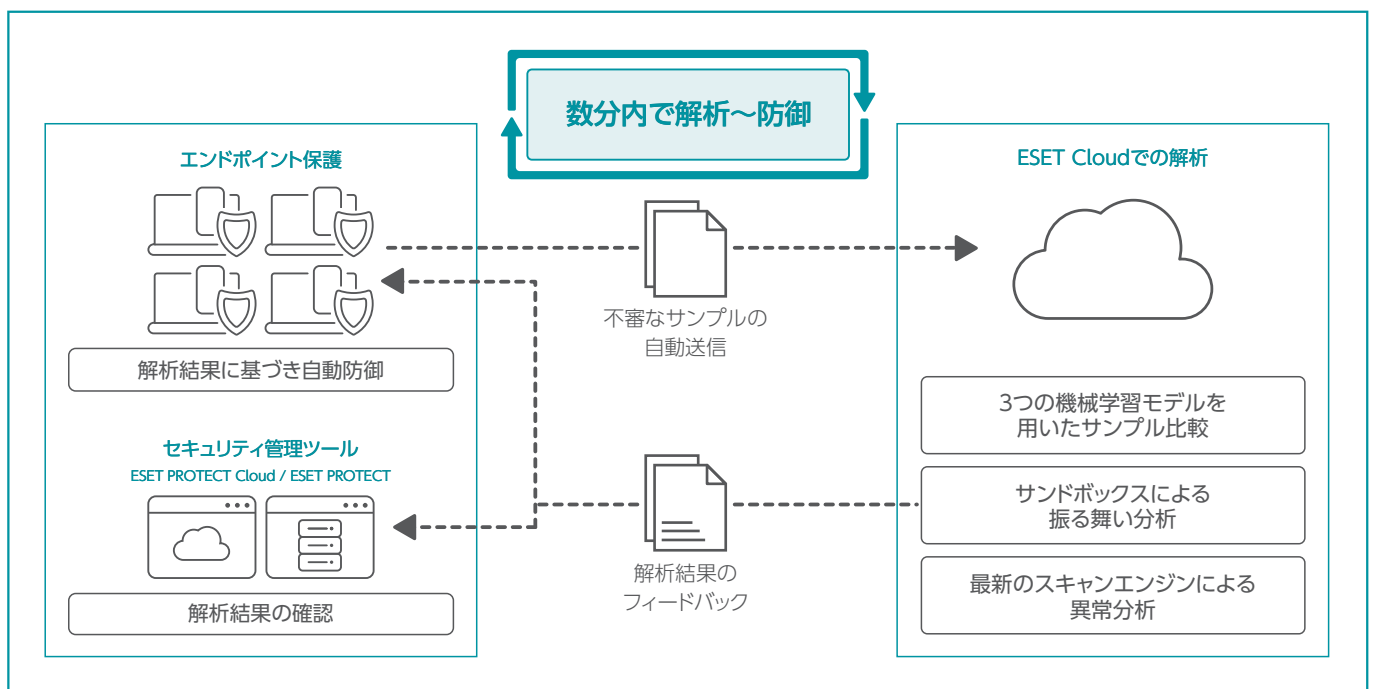 数分内で解析～防御
エンドポイント保護
解析結果に基づき自動防御
セキュリティ管理ツール
ESET PROTECT Cloud / ESET PROTECT
解析結果の確認
不審なサンプルの
自動送信
解析結果の
フィードバック
ESET Cloudでの解析
3つの機械学習モデルを
用いたサンプル比較
サンドボックスによる
振る舞い分析
最新のスキャンエンジンによる
異常分析